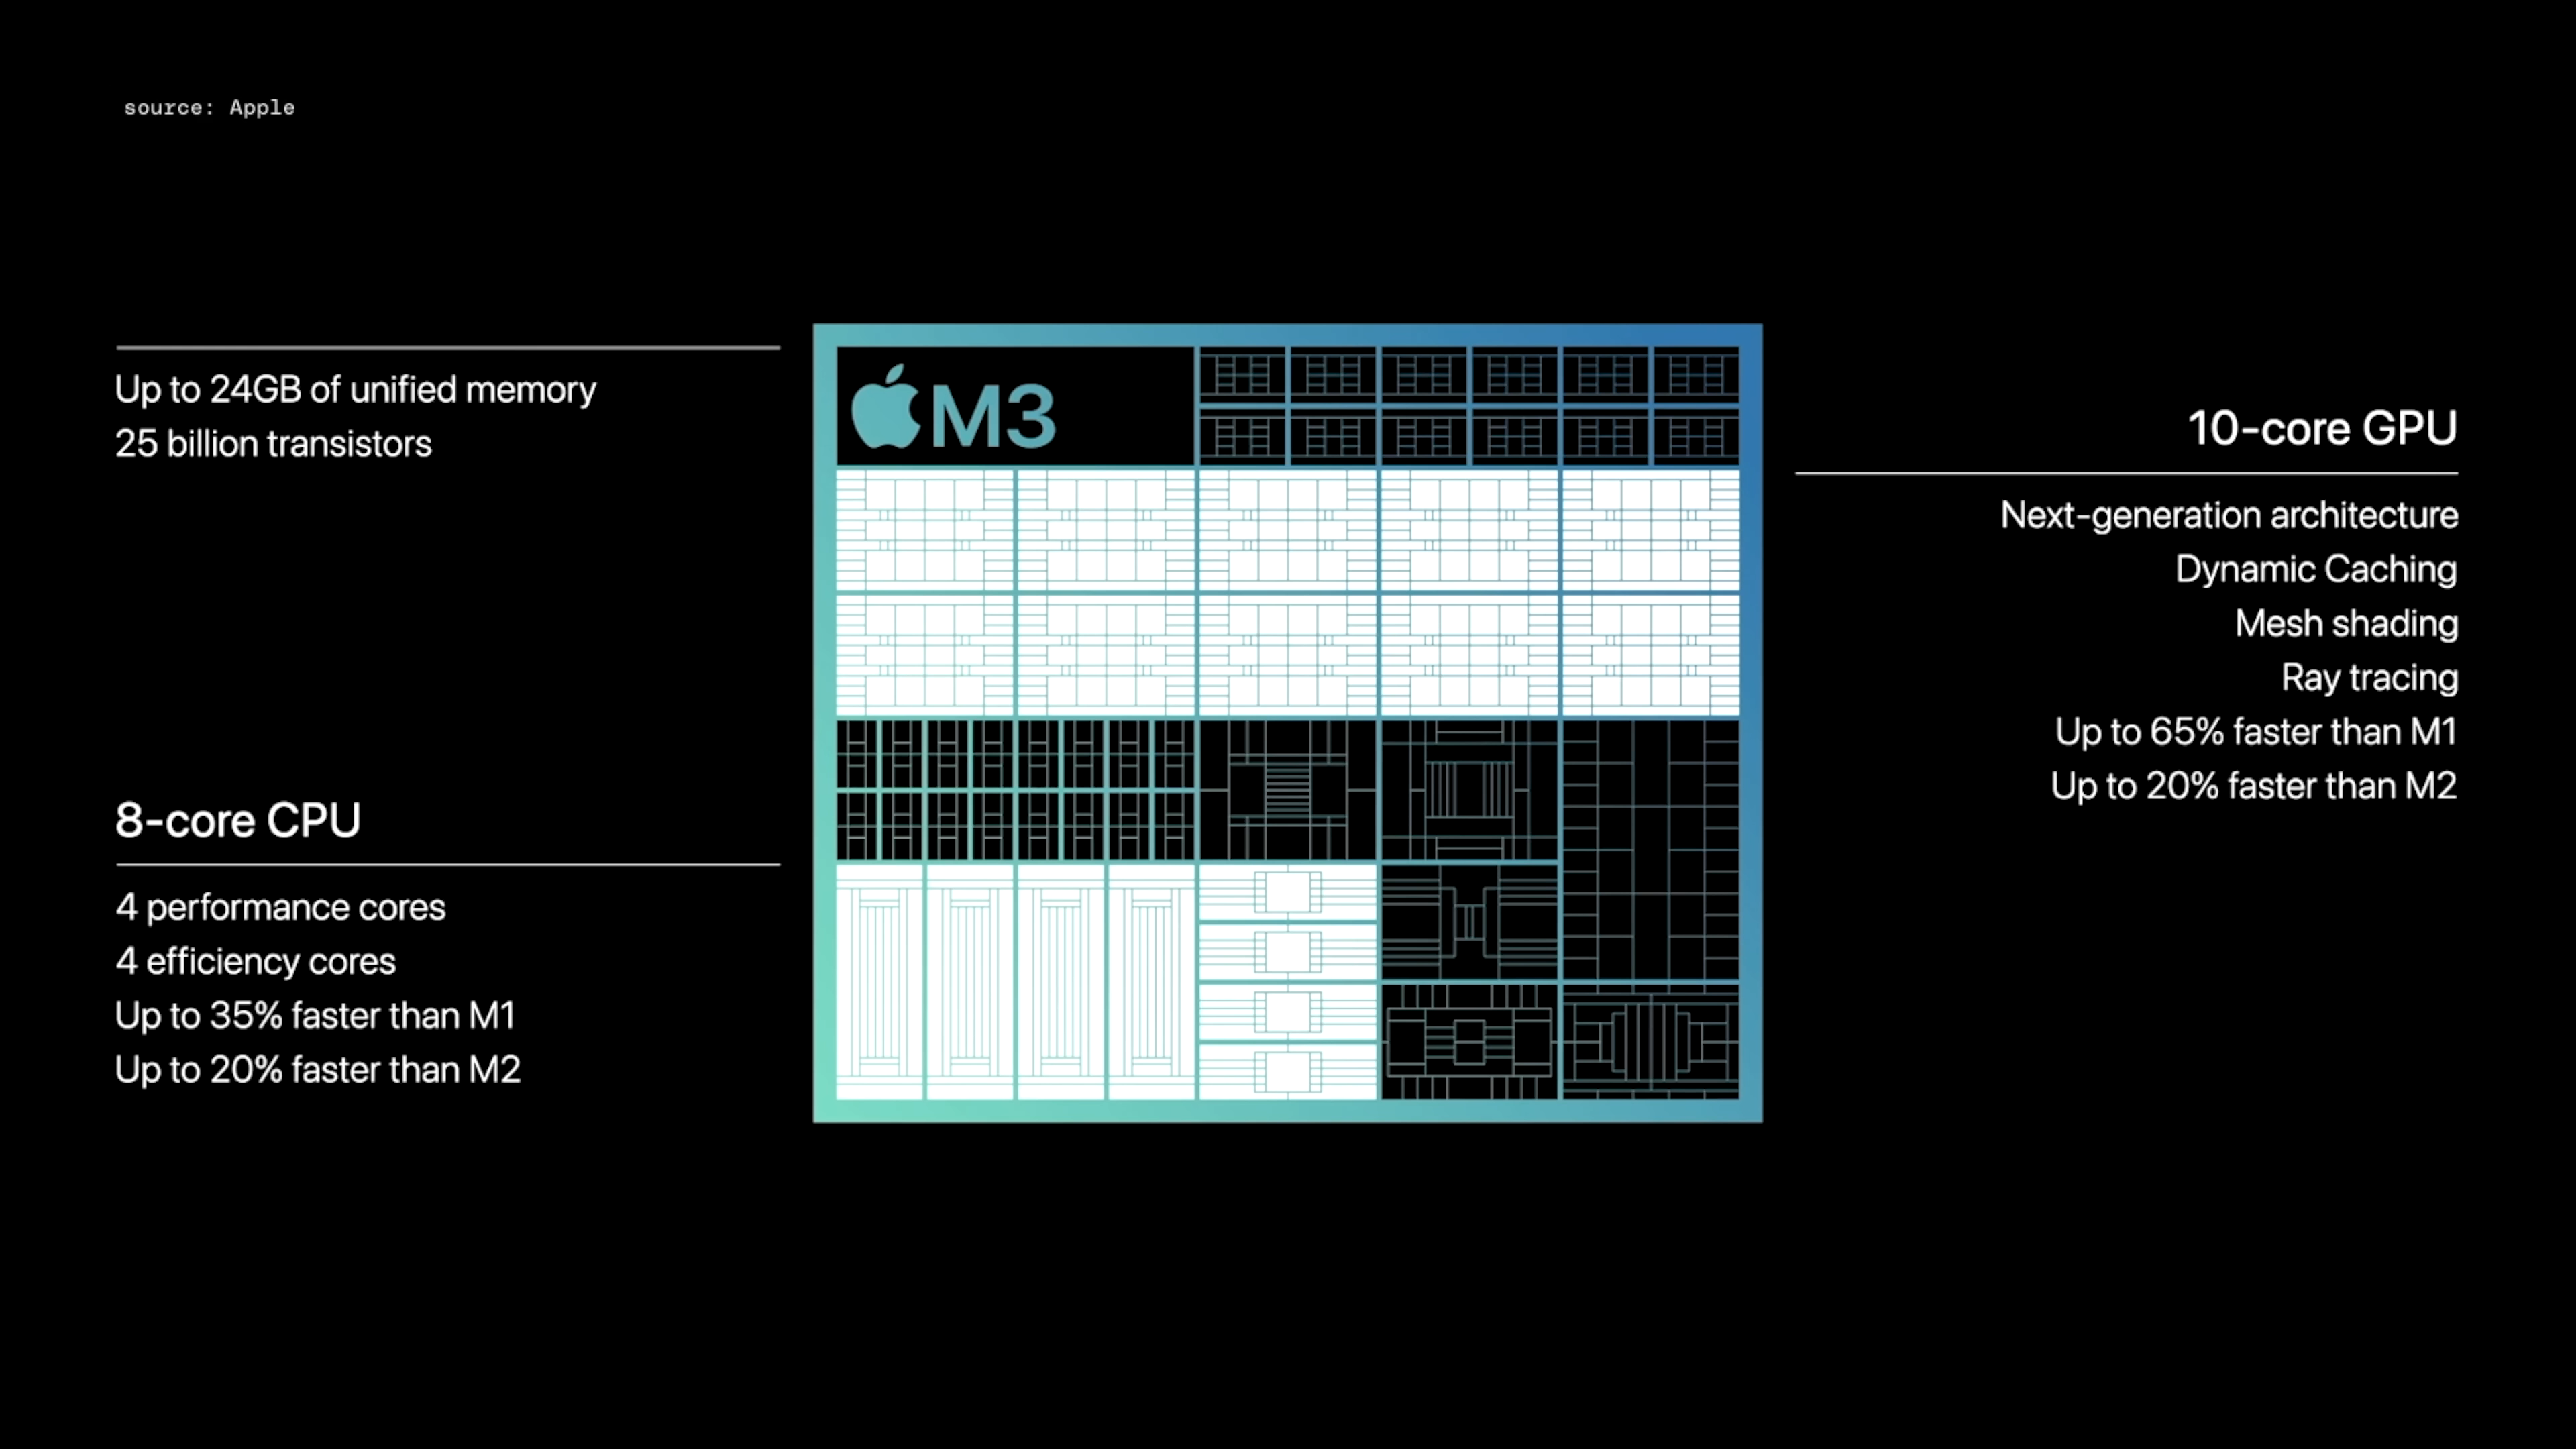 source: Apple
Up to 24GB of unified memory
25 billion transistors
8-core CPU
4 performance cores
4 efficiency cores
Up to 35% faster than M1
Up to 20% faster than M2
M3
10-core GPU
Next-generation architecture
Dynamic Caching
Mesh shading
Ray tracing
Up to 65% faster than M1
Up to 20% faster than M2